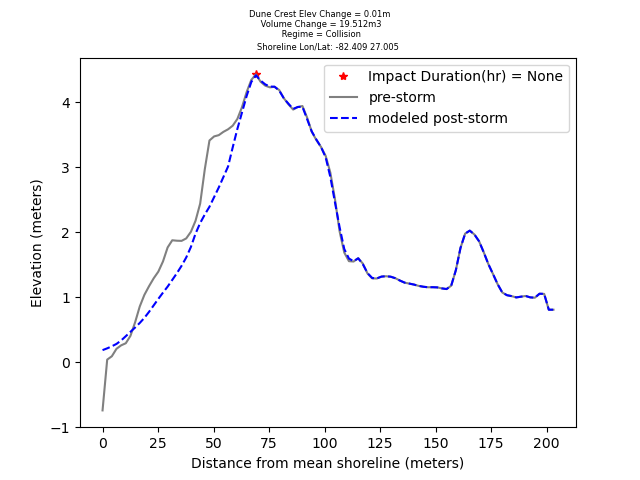 Dune Crest Elev Change = 0.01m
Volume Change = 19.512m3
Regime = Collision
Shoreline Lon/Lat: -82.409 27.005
Impact Duration(hr) = None
pre-storm
modeled post-storm
Elevation (meters)
4
3
2
1
0
−1
0 25 50 75 100 125 150 175 200
Distance from mean shoreline (meters)